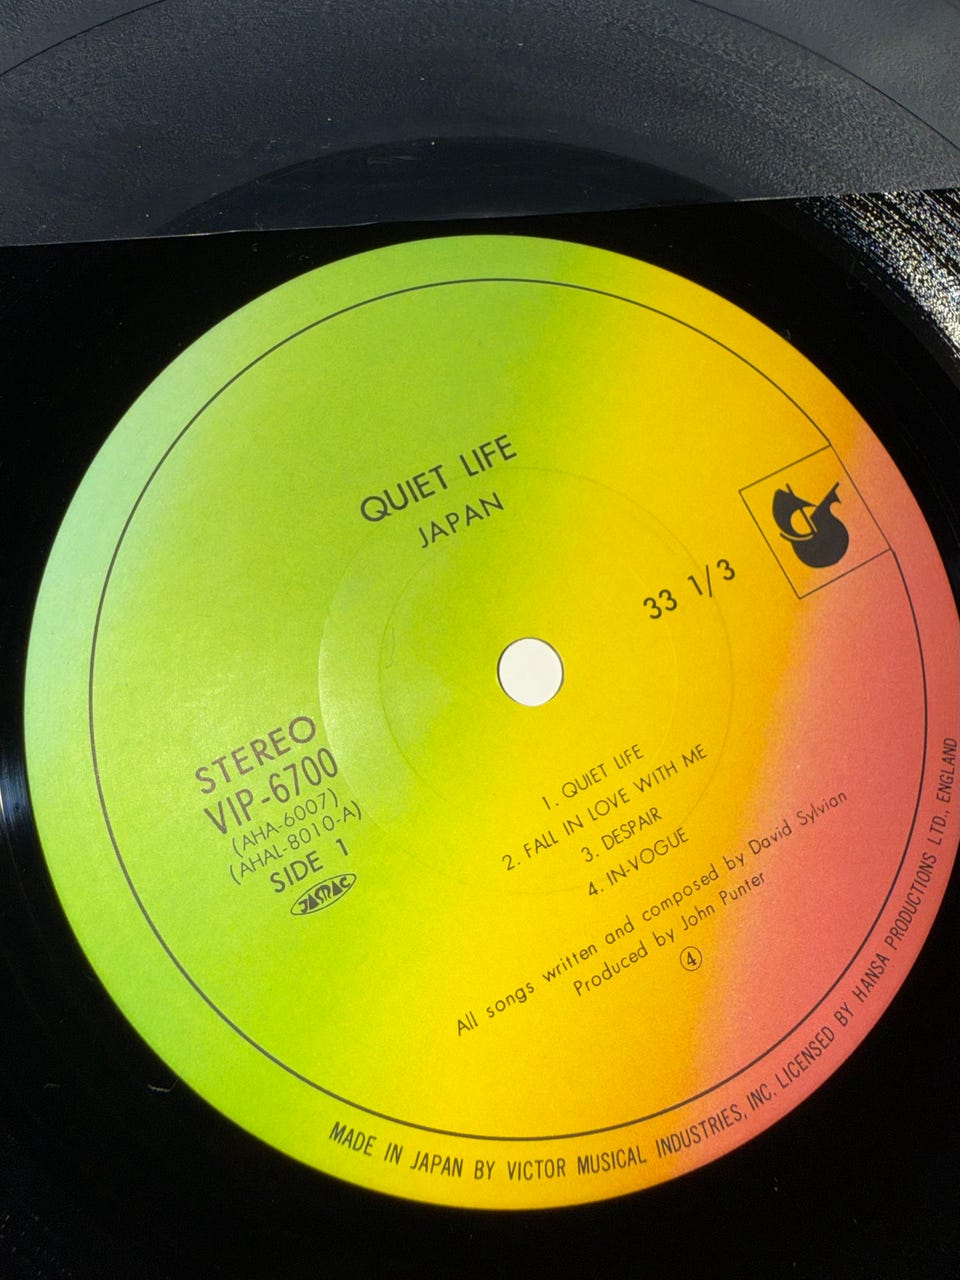 QUIET LIFE
JAPAN
33 1/3
STEREO
VIP-6700
(AHA-6007)
(AHAL-8010-A)
SIDE 1
JASRAC
1. QUIET LIFE
2. FALL IN LOVE WITH ME
3. DESPAIR
4. IN-VOGUE
All songs written and composed by David Sylvian
Produced by John Punter
④
MADE IN JAPAN BY VICTOR MUSICAL INDUSTRIES, INC. LICENSED BY HANSA PRODUCTIONS LTD., ENGLAND